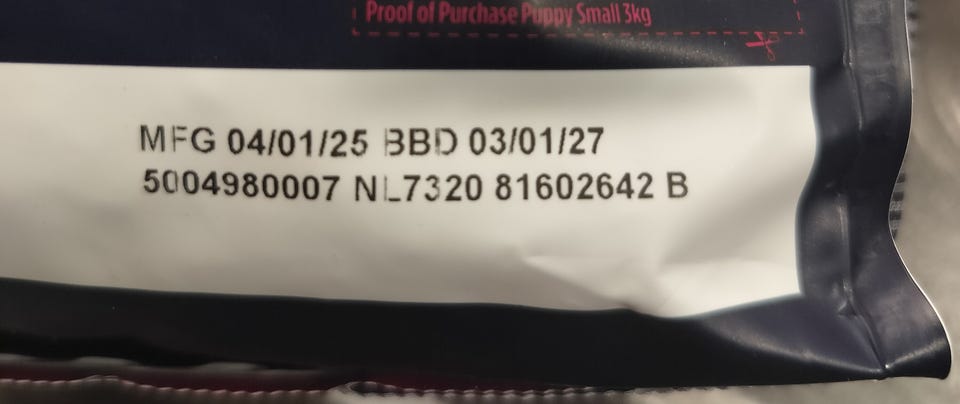 Proof of Purchase Puppy Small 3kg
MFG 04/01/25 BBD 03/01/27
5004980007 NL7320 81602642 B